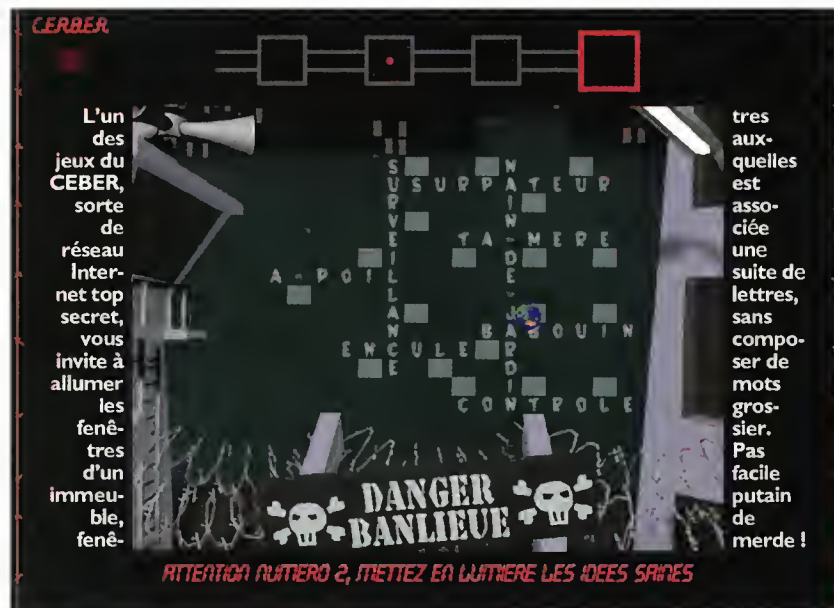 CERBER
L'un
des
jeux du
CEBER,
sorte
de
réseau
Inter-
net top
secret,
vous
invite à
allumer
les
fenê-
tres
d'un
immeu-
ble,
fenê-
SURVEILLANCE
NAIN-DE-JARDIN
SUSURPATEUR
TA-MERE
A-POIL
BABOUIN
ENCULE
CONTROLE
DANGER
BANLIEUE
tres
aux-
quelles
est
asso-
ciée
une
suite de
lettres,
sans
compo-
ser de
mots
gros-
sier.
Pas
facile
putain
de
merde !
ATTENTION NUMERO 2, METTEZ EN LUMIERE LES IDEES SAINES